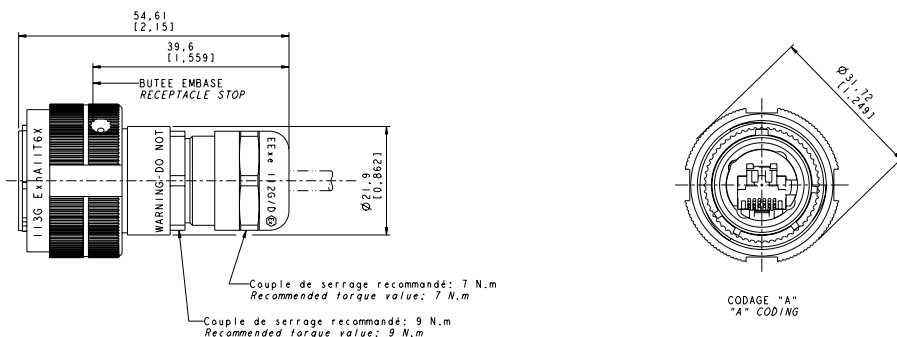 54,61
[2,15]
39,6
[1,559]
BUTEE EMBASE
RECEPTACLE STOP
II3G ExnAIIT6X
WARNING-DO NOT
EExe II2G/D
Ø21,9
[0,862]
Ø31,72
[1,249]
Couple de serrage recommandé: 7 N.m
Recommended torque value: 7 N.m
Couple de serrage recommandé: 9 N.m
Recommended torque value: 9 N.m
CODAGE "A"
"A" CODING